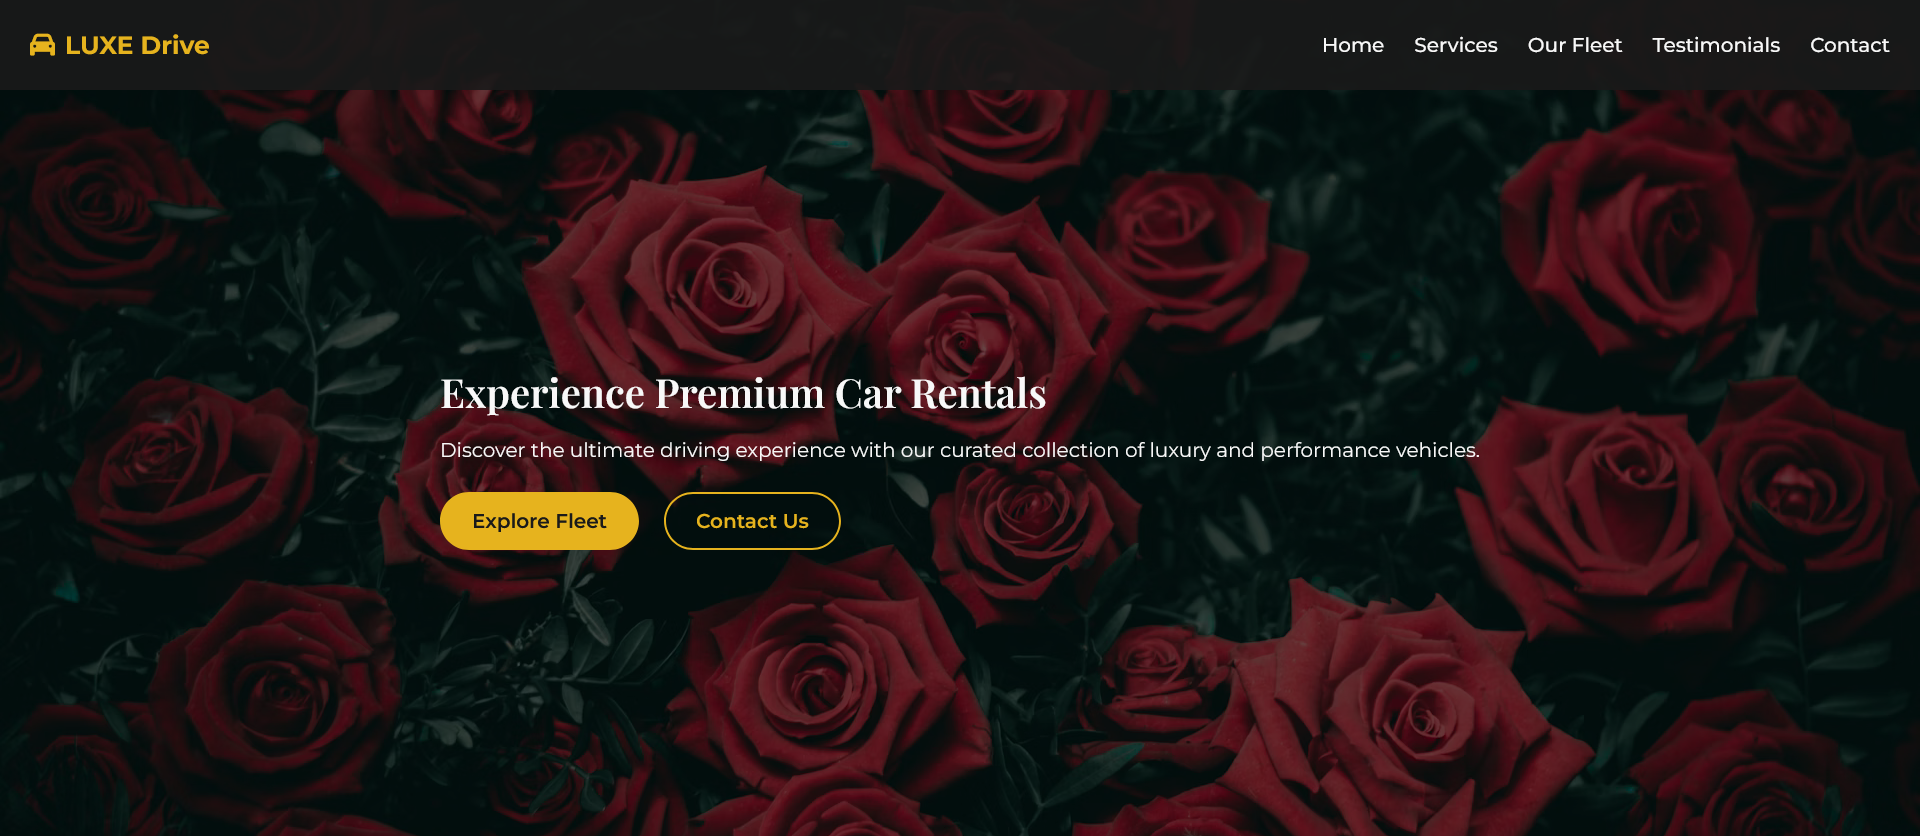 LUXE Drive
Home Services Our Fleet Testimonials Contact
Experience Premium Car Rentals
Discover the ultimate driving experience with our curated collection of luxury and performance vehicles.
Explore Fleet Contact Us